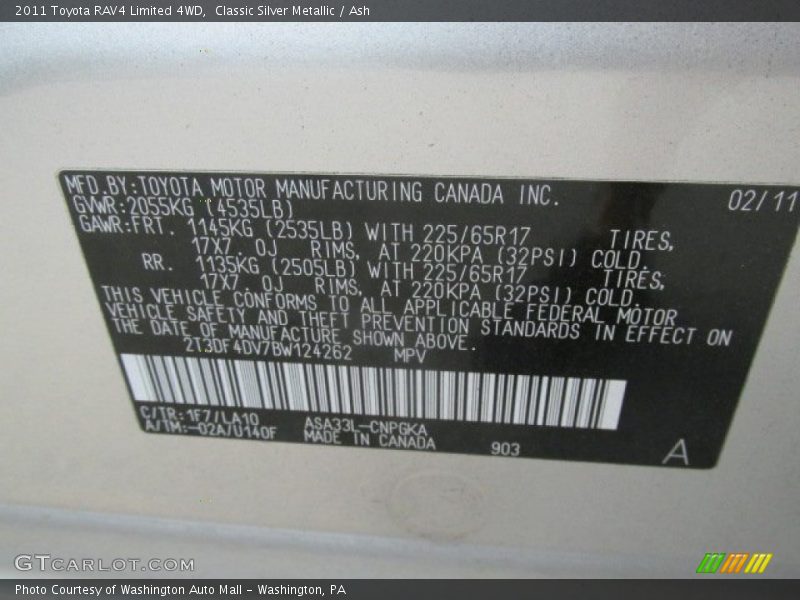 2011 Toyota RAV4 Limited 4WD,  Classic Silver Metallic / Ash
MFD.BY:TOYOTA MOTOR MANUFACTURING CANADA INC. 02/11
GVWR:2055KG (4535LB)
GAWR:FRT. 1145KG (2535LB) WITH 225/65R17 TIRES,
17X7.0J RIMS, AT 220KPA (32PSI) COLD.
RR. 1135KG (2505LB) WITH 225/65R17 TIRES,
17X7.0J RIMS, AT 220KPA (32PSI) COLD.
THIS VEHICLE CONFORMS TO ALL APPLICABLE FEDERAL MOTOR
VEHICLE SAFETY AND THEFT PREVENTION STANDARDS IN EFFECT ON
THE DATE OF MANUFACTURE SHOWN ABOVE.
2T3DF4DV7BW124262 MPV
C/TR:1F7/LA10 ASA33L-CNPGKA
A/TM:-02A/U140F MADE IN CANADA 903 A
GTCARLOT.COM
Photo Courtesy of Washington Auto Mall - Washington, PA